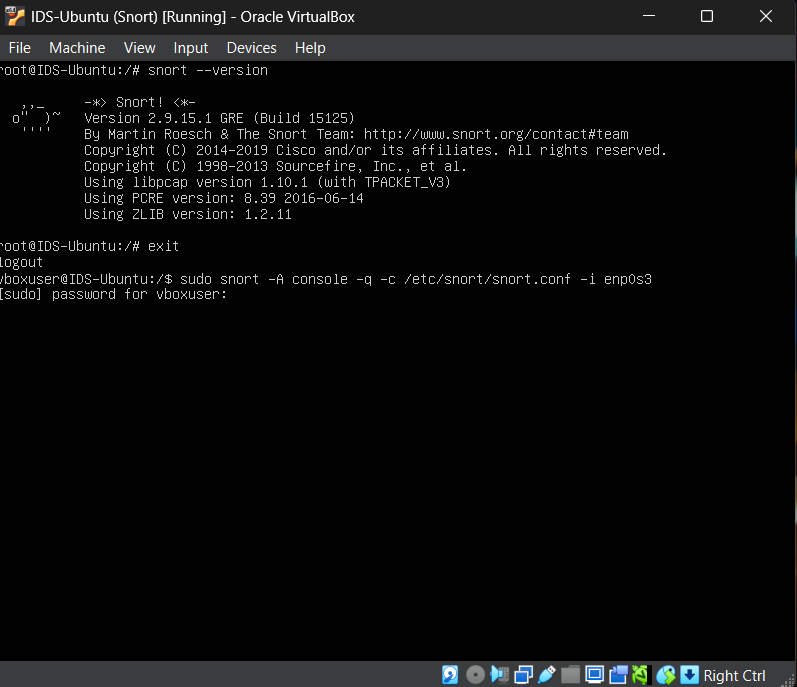 IDS-Ubuntu (Snort) [Running] - Oracle VirtualBox
File Machine View Input Devices Help
root@IDS-Ubuntu:/# snort --version
,,_ -*> Snort! <*-
o" )~ Version 2.9.15.1 GRE (Build 15125)
'''' By Martin Roesch & The Snort Team: http://www.snort.org/contact#team
Copyright (C) 2014-2019 Cisco and/or its affiliates. All rights reserved.
Copyright (C) 1998-2013 Sourcefire, Inc., et al.
Using libpcap version 1.10.1 (with TPACKET_V3)
Using PCRE version: 8.39 2016-06-14
Using ZLIB version: 1.2.11
root@IDS-Ubuntu:/# exit
logout
vboxuser@IDS-Ubuntu:/$ sudo snort -A console -q -c /etc/snort/snort.conf -i enp0s3
[sudo] password for vboxuser:
Right Ctrl